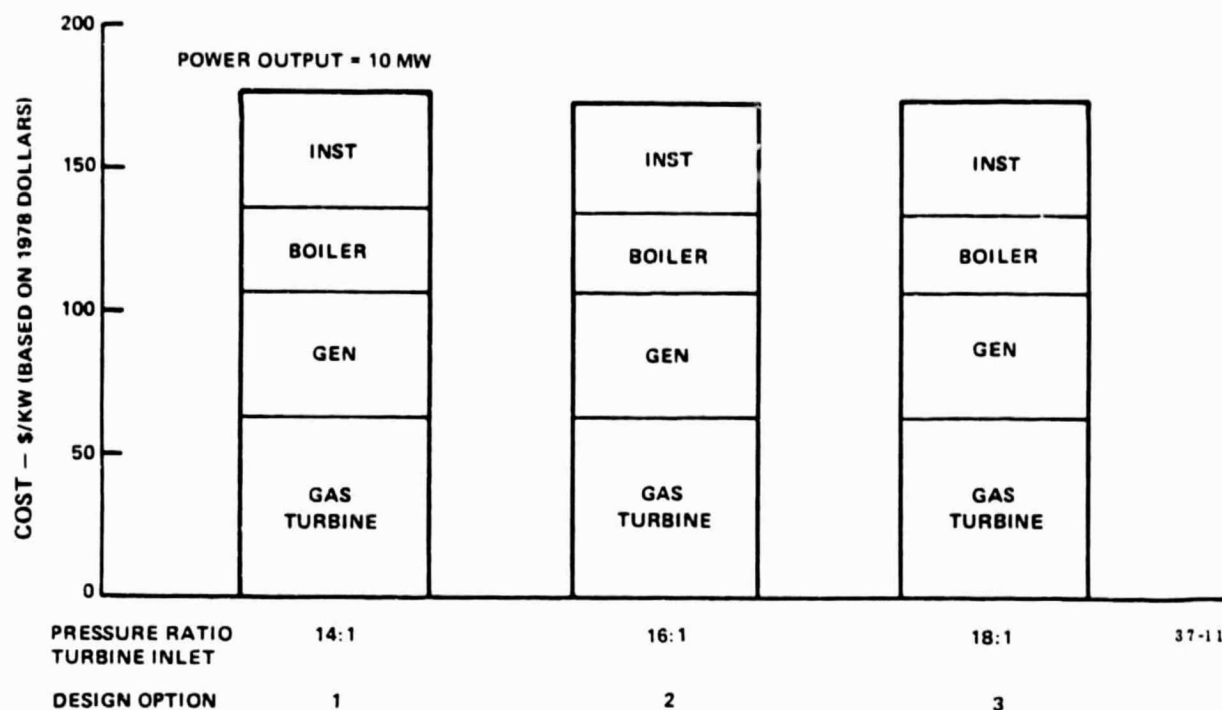 200
POWER OUTPUT = 10 MW
COST – $/KW (BASED ON 1978 DOLLARS)
150
100
50
0
INST
INST
INST
BOILER
BOILER
BOILER
GEN
GEN
GEN
GAS
TURBINE
GAS
TURBINE
GAS
TURBINE
PRESSURE RATIO 14:1 16:1 18:1 37-11
TURBINE INLET
DESIGN OPTION 1 2 3